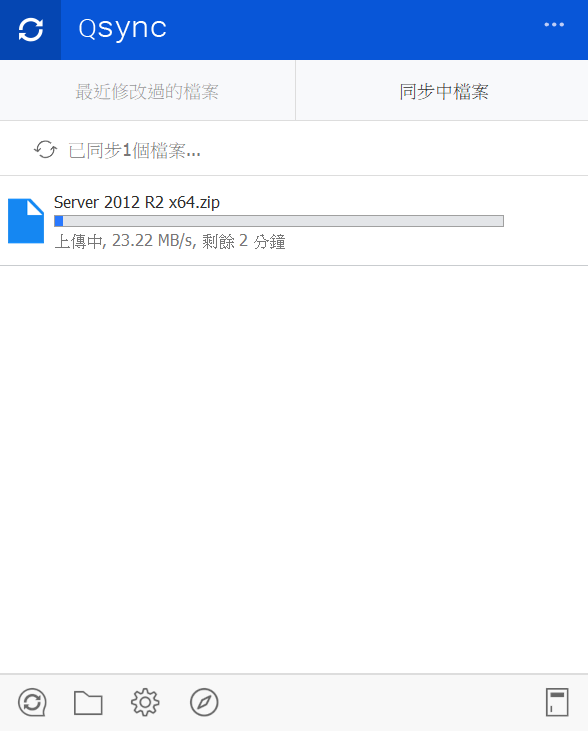 Qsync
最近修改過的檔案
同步中檔案
已同步1個檔案...
Server 2012 R2 x64.zip
上傳中, 23.22 MB/s, 剩餘 2 分鐘